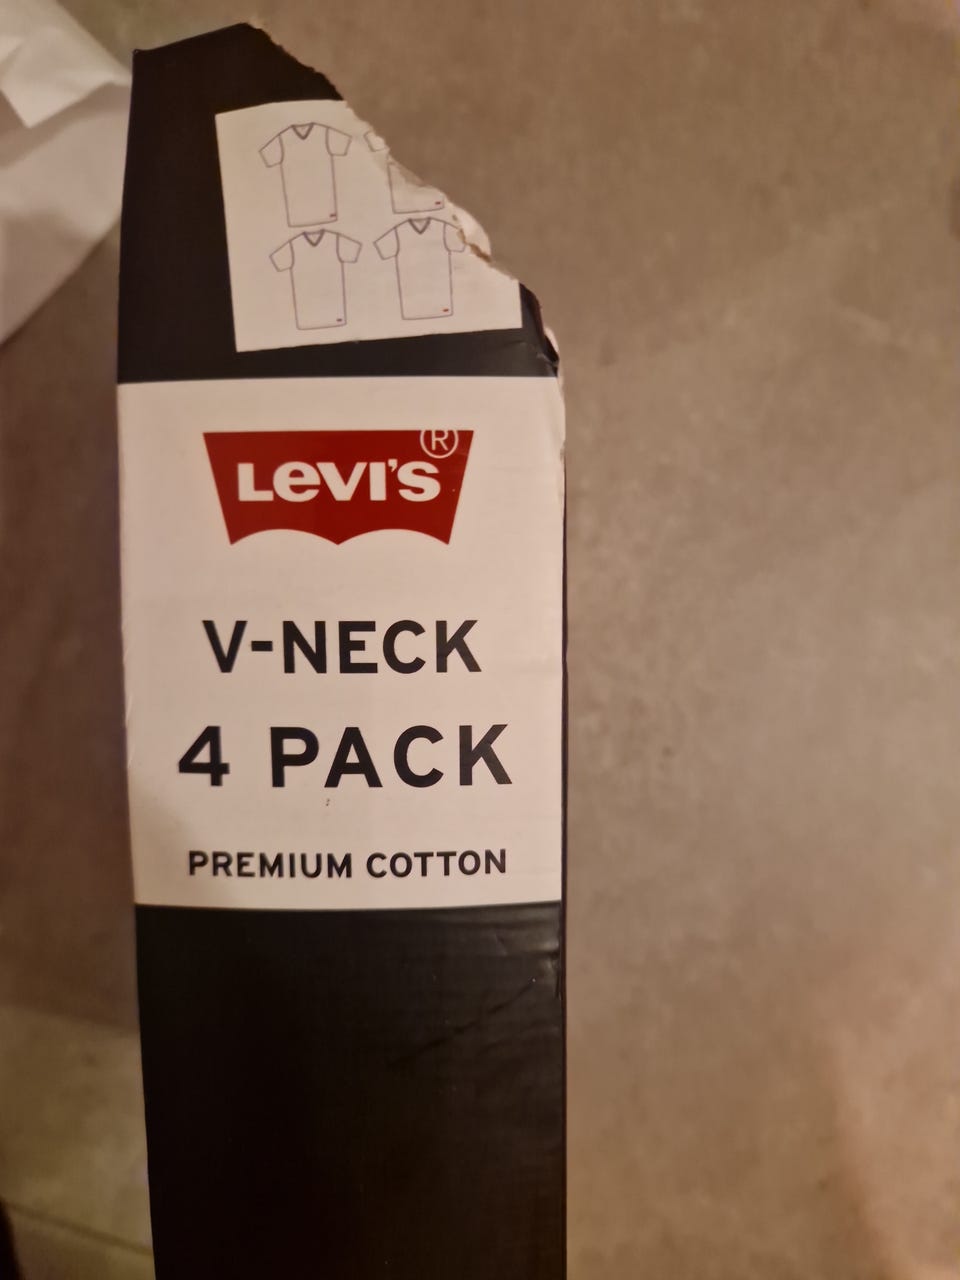 LEVI'S®
V-NECK
4 PACK
PREMIUM COTTON